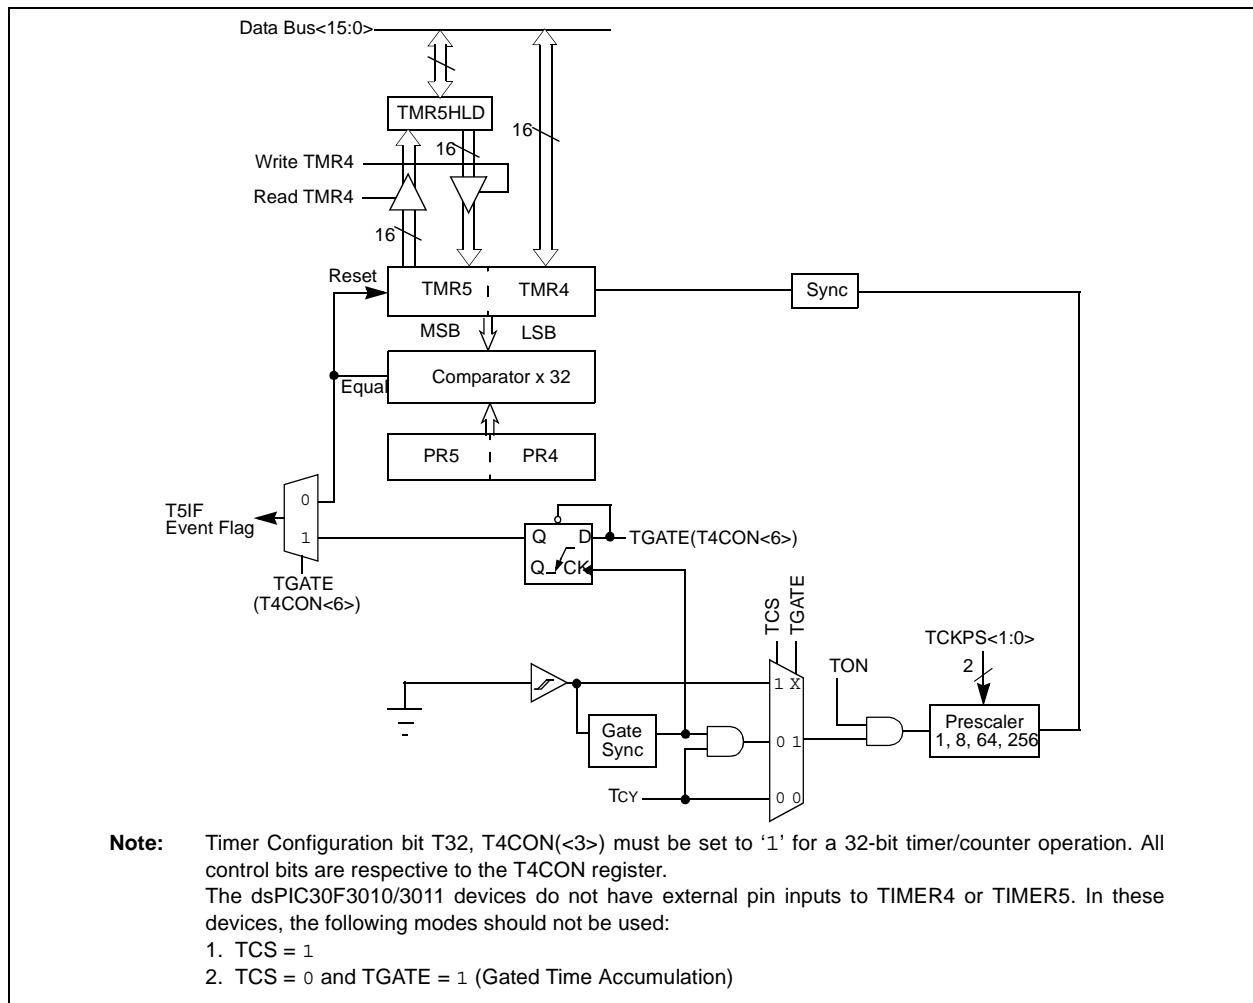 Data Bus<15:0>
TMR5HLD
16
16
Write TMR4
Read TMR4
16
Reset
TMR5
TMR4
Sync
MSB
LSB
Equal
Comparator x 32
PR5
PR4
0
T5IF
Event Flag
1
Q
D
TGATE(T4CON<6>)
Q
CK
TGATE
(T4CON<6>)
TCS
TGATE
TCKPS<1:0>
TON
2
1 X
Gate
Sync
0 1
Prescaler
1, 8, 64, 256
TCY
0 0
Note: Timer Configuration bit T32, T4CON(<3>) must be set to ‘1’ for a 32-bit timer/counter operation. All
control bits are respective to the T4CON register.
The dsPIC30F3010/3011 devices do not have external pin inputs to TIMER4 or TIMER5. In these
devices, the following modes should not be used:
1. TCS = 1
2. TCS = 0 and TGATE = 1 (Gated Time Accumulation)